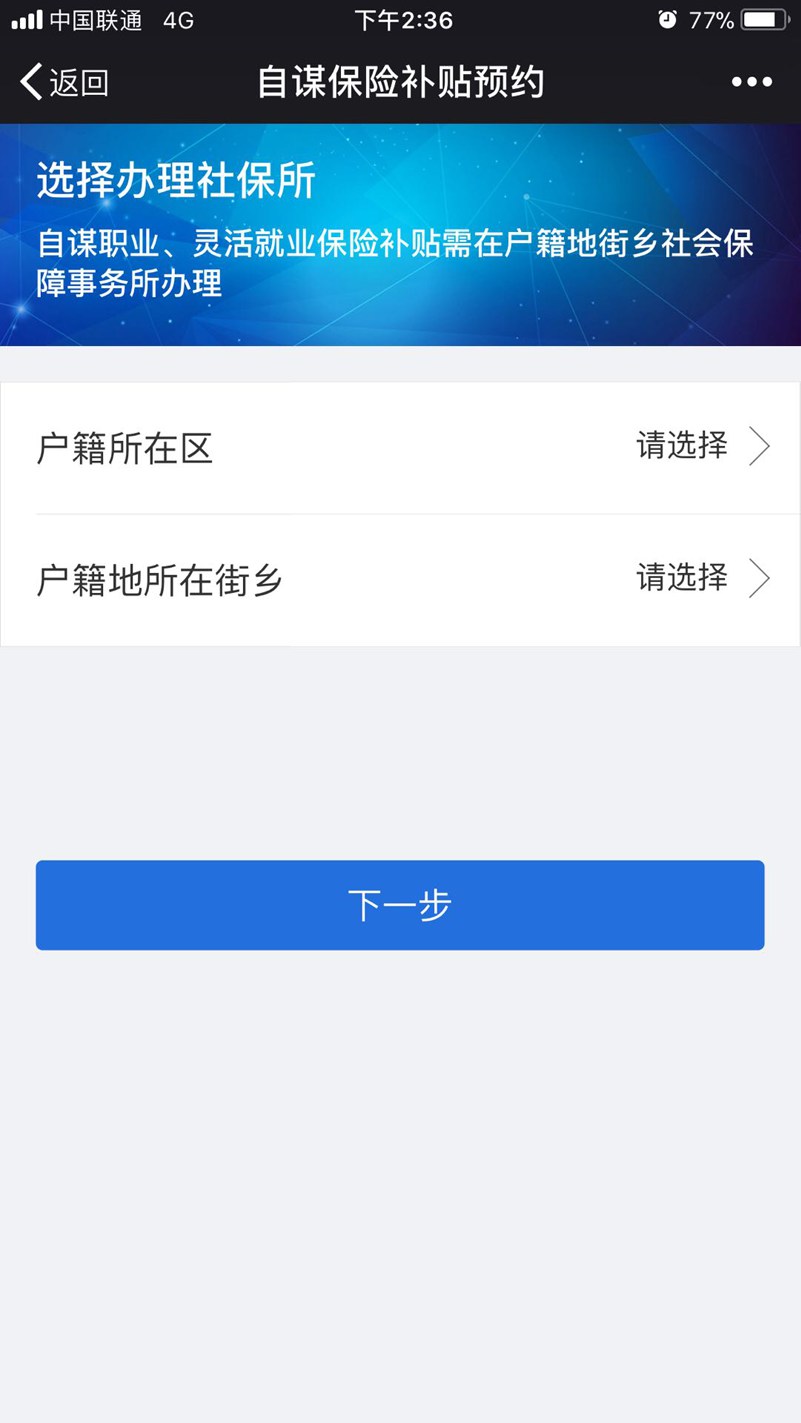 中国联通 4G 下午2:36 77%
返回 自谋保险补贴预约
选择办理社保所
自谋职业、灵活就业保险补贴需在户籍地街乡社会保
障事务所办理
户籍所在区 请选择
户籍地所在街乡 请选择
下一步